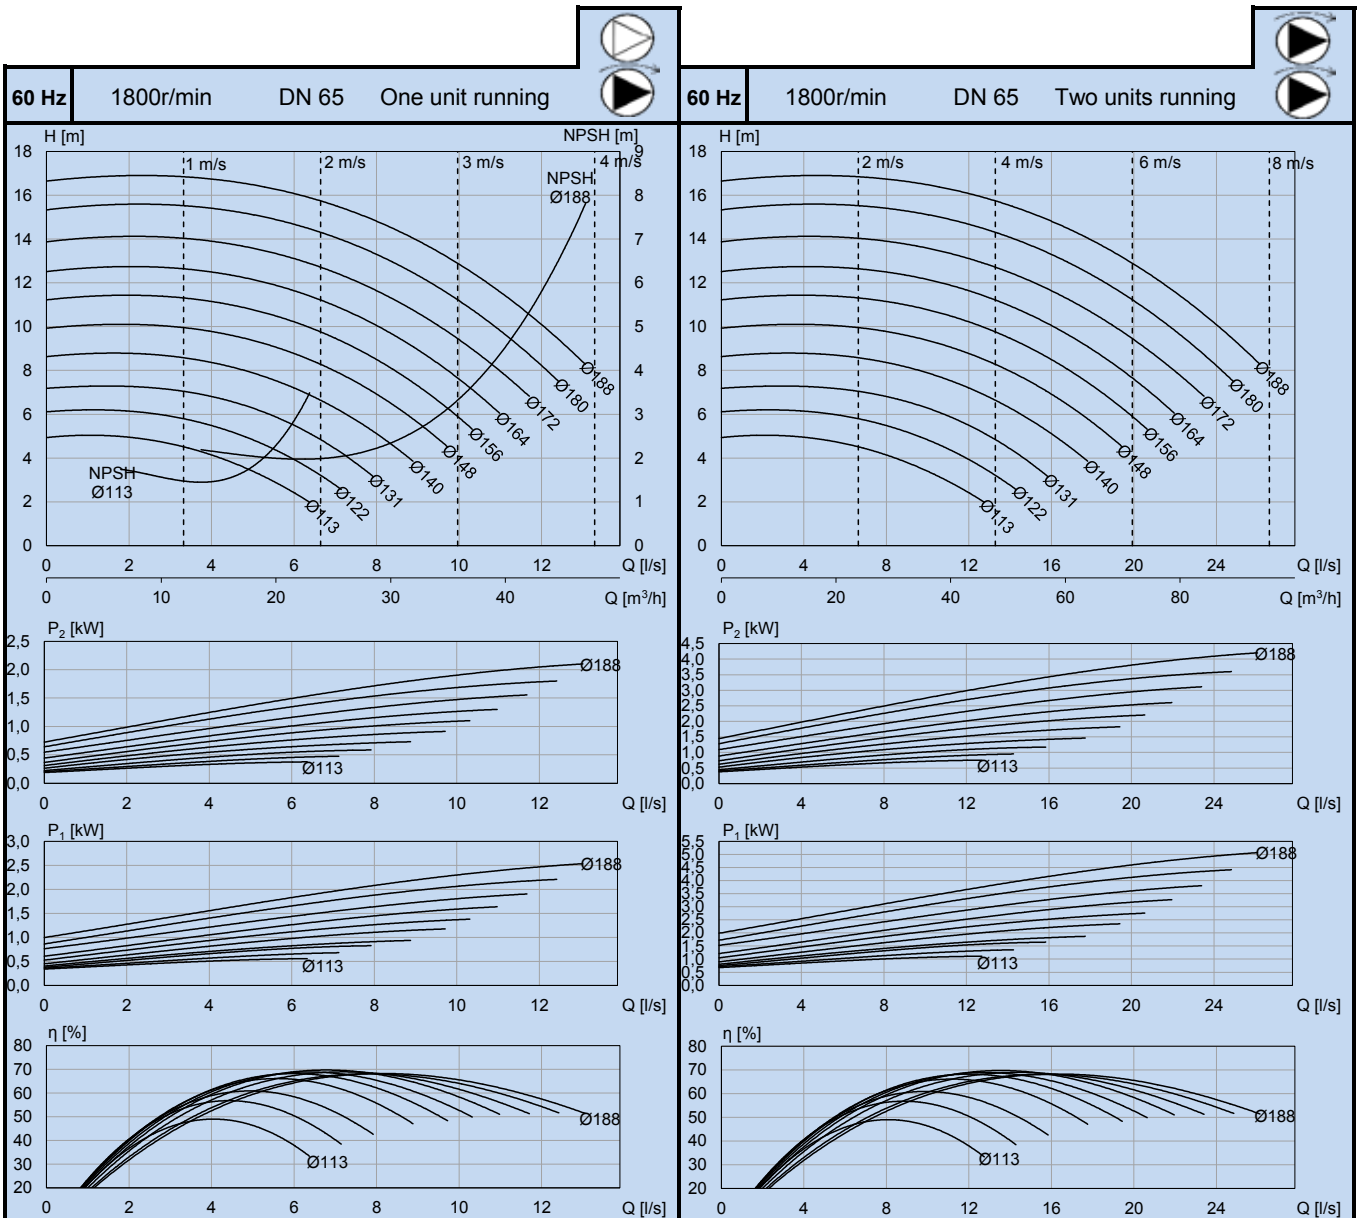 60 Hz 1800r/min DN 65 One unit running
H [m] NPSH [m]
18 1 m/s 2 m/s 3 m/s 4 m/s 9
NPSH
Ø188
16 8
14 7
12 6
10 5
8 4
6 3
4 2
2 1
0 0
Ø188
Ø180
Ø172
Ø164
Ø156
Ø148
Ø140
Ø131
Ø122
Ø113
NPSH
Ø113
0 2 4 6 8 10 12 Q [l/s]
0 10 20 30 40 Q [m³/h]
P₂ [kW]
2,5
2,0
1,5
1,0
0,5
0,0
Ø188
Ø113
0 2 4 6 8 10 12 Q [l/s]
P₁ [kW]
3,0
2,5
2,0
1,5
1,0
0,5
0,0
Ø188
Ø113
0 2 4 6 8 10 12 Q [l/s]
η [%]
80
70
60
50
40
30
20
Ø188
Ø113
0 2 4 6 8 10 12 Q [l/s]
60 Hz 1800r/min DN 65 Two units running
H [m]
18 2 m/s 4 m/s 6 m/s 8 m/s
16
14
12
10
8
6
4
2
0
Ø188
Ø180
Ø172
Ø164
Ø156
Ø148
Ø140
Ø131
Ø122
Ø113
0 4 8 12 16 20 24 Q [l/s]
0 20 40 60 80 Q [m³/h]
P₂ [kW]
4,5
4,0
3,5
3,0
2,5
2,0
1,5
1,0
0,5
0,0
Ø188
Ø113
0 4 8 12 16 20 24 Q [l/s]
P₁ [kW]
5,5
5,0
4,5
4,0
3,5
3,0
2,5
2,0
1,5
1,0
0,5
0,0
Ø188
Ø113
0 4 8 12 16 20 24 Q [l/s]
η [%]
80
70
60
50
40
30
20
Ø188
Ø113
0 4 8 12 16 20 24 Q [l/s]